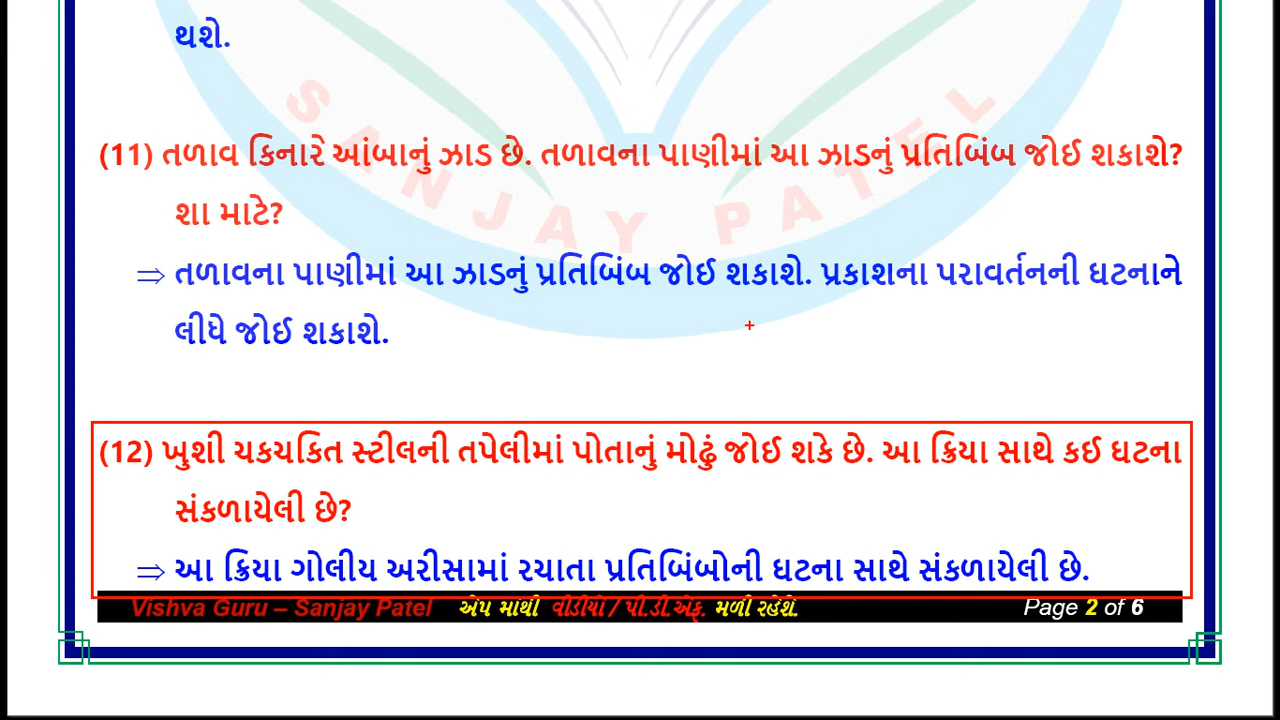 થશે.
(11) તળાવ કિનારે આંબાનું ઝાડ છે. તળાવના પાણીમાં આ ઝાડનું પ્રતિબિંબ જોઈ શકાશે?
શા માટે?
⇒ તળાવના પાણીમાં આ ઝાડનું પ્રતિબિંબ જોઈ શકાશે. પ્રકાશના પરાવર્તનની ઘટનાને
લીધે જોઈ શકાશે.
SANJAY PATEL
(12) ખુશી ચકચકિત સ્ટીલની તપેલીમાં પોતાનું મોઢું જોઈ શકે છે. આ ક્રિયા સાથે કઈ ઘટના
સંકળાયેલી છે?
⇒ આ ક્રિયા ગોલીય અરીસામાં રચાતા પ્રતિબિંબોની ઘટના સાથે સંકળાયેલી છે.
Vishva Guru – Sanjay Patel એપ માંથી વીડીયો / પી.ડી.એફ. મળી રહેશે. Page 2 of 6